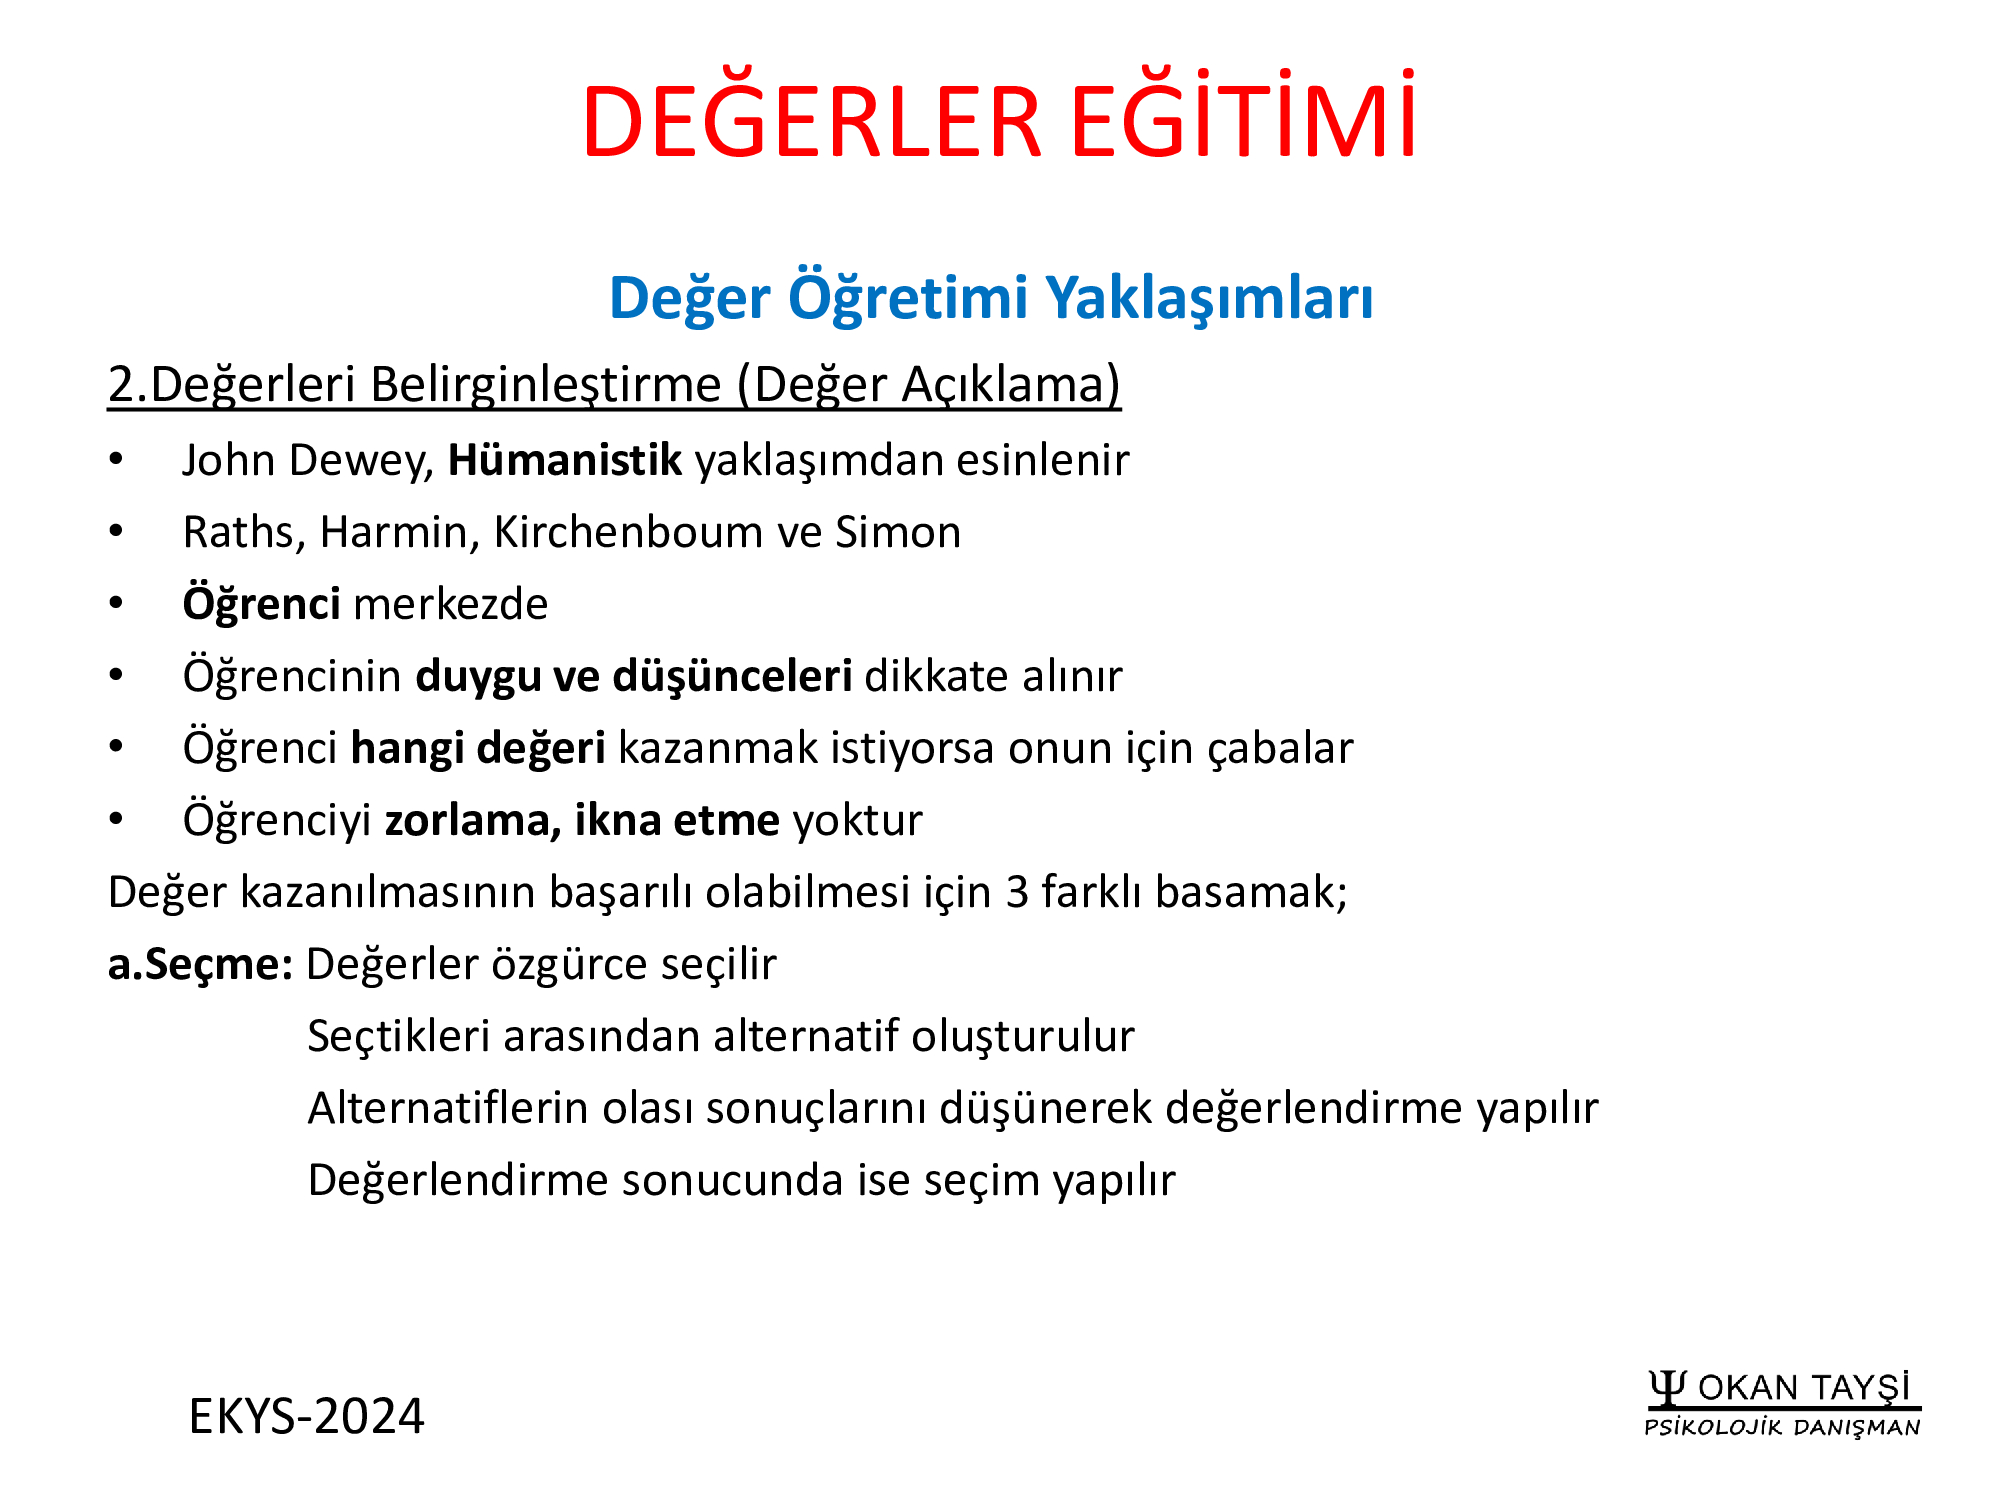 DEĞERLER EĞİTİMİ
Değer Öğretimi Yaklaşımları
2.Değerleri Belirginleştirme (Değer Açıklama)
• John Dewey, Hümanistik yaklaşımdan esinlenir
• Raths, Harmin, Kirchenboum ve Simon
• Öğrenci merkezde
• Öğrencinin duygu ve düşünceleri dikkate alınır
• Öğrenci hangi değeri kazanmak istiyorsa onun için çabalar
• Öğrenciyi zorlama, ikna etme yoktur
Değer kazanılmasının başarılı olabilmesi için 3 farklı basamak;
a.Seçme: Değerler özgürce seçilir
Seçtikleri arasından alternatif oluşturulur
Alternatiflerin olası sonuçlarını düşünerek değerlendirme yapılır
Değerlendirme sonucunda ise seçim yapılır
EKYS-2024
Ψ OKAN TAYŞİ
PSİKOLOJİK DANIŞMAN